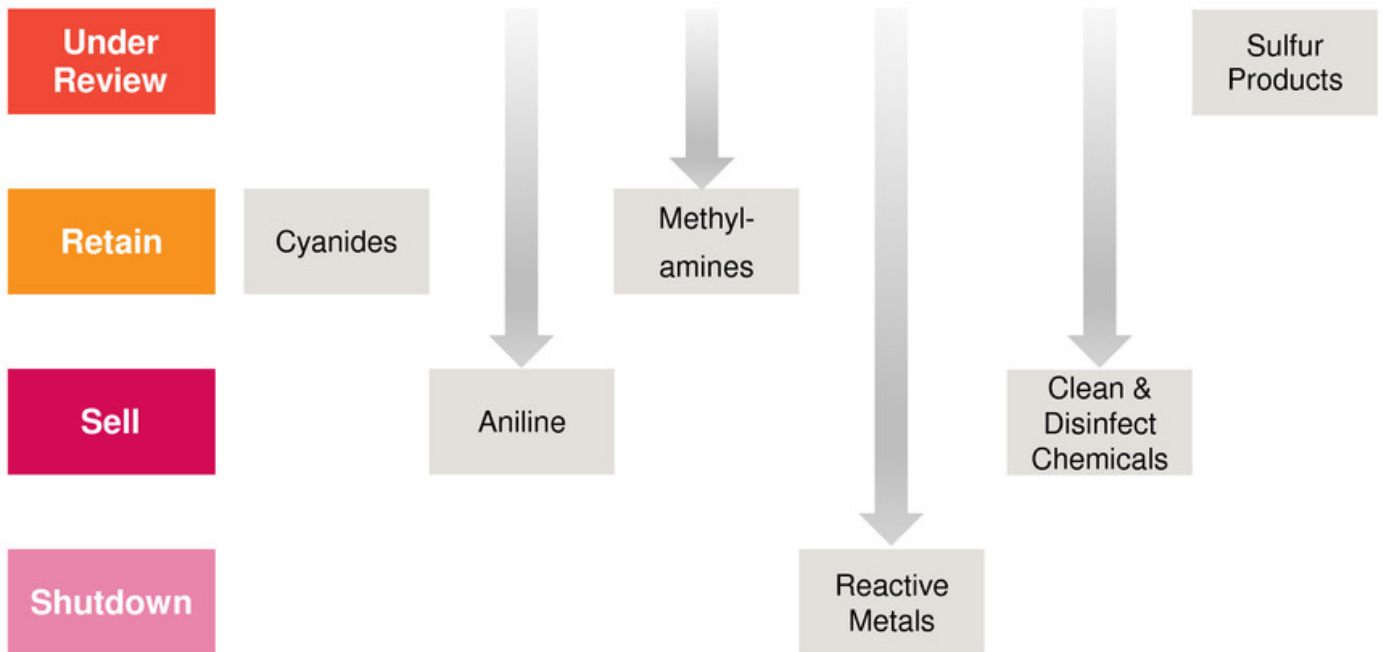 Under
Review
Sulfur
Products
Retain
Cyanides
Methyl-
amines
Sell
Aniline
Clean &
Disinfect
Chemicals
Shutdown
Reactive
Metals